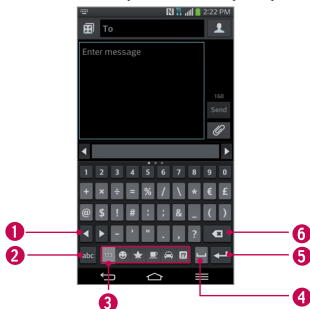 2:22 PM
To
Enter message
160
Send
1 2 3 4 5 6 7 8 9 0
+ × ÷ = % / \ * € £
@ $ ! # : ; & _ ( )
- ' " . , ?
abc
1
2
3
4
5
6